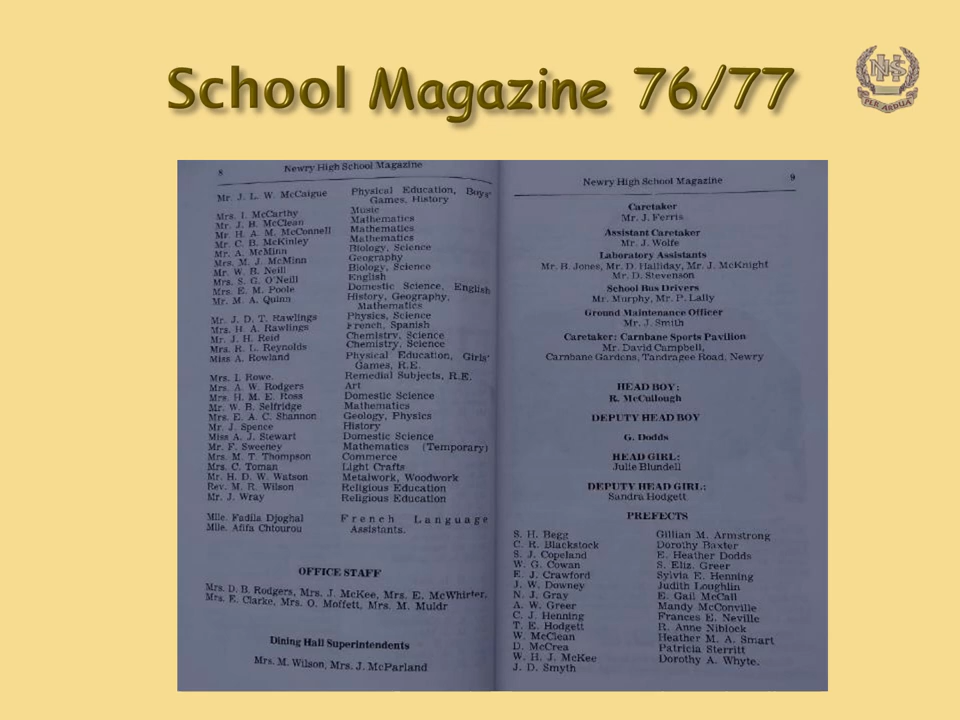 School Magazine 76/77
NHS
PER ARDUA
8 Newry High School Magazine
Mr. J. L. W. McCaigue Physical Education, Boys'
Games, History
Mrs. I. McCarthy Music
Mr. J. H. McClean Mathematics
Mr. H. A. M. McConnell Mathematics
Mr. C. B. McKinley Mathematics
Mr. A. McMinn Biology, Science
Mrs. M. J. McMinn Geography
Mr. W. B. Neill Biology, Science
Mrs. S. G. O'Neill English
Mrs. E. M. Poole Domestic Science, English
Mr. M. A. Quinn History, Geography,
Mathematics
Mr. J. D. T. Rawlings Physics, Science
Mrs. H. A. Rawlings French, Spanish
Mr. J. H. Reid Chemistry, Science
Mrs. R. L. Reynolds Chemistry, Science
Miss A. Rowland Physical Education, Girls'
Games, R.E.
Mrs. I. Rowe. Remedial Subjects, R.E.
Mrs. A. W. Rodgers Art
Mrs. H. M. E. Ross Domestic Science
Mr. W. B. Selfridge Mathematics
Mrs. E. A. C. Shannon Geology, Physics
Mr. J. Spence History
Miss A. J. Stewart Domestic Science
Mr. F. Sweeney Mathematics (Temporary)
Mrs. M. T. Thompson Commerce
Mrs. C. Toman Light Crafts
Mr. H. D. W. Watson Metalwork, Woodwork
Rev. M. R. Wilson Religious Education
Mr. J. Wray Religious Education
Mlle. Fadila Djoghal French Language
Mlle. Afifa Chtourou Assistants.
OFFICE STAFF
Mrs. D. B. Rodgers, Mrs. J. McKee, Mrs. E. McWhirter,
Mrs. E. Clarke, Mrs. O. Moffett, Mrs. M. Muldr
Dining Hall Superintendents
Mrs. M. Wilson, Mrs. J. McParland
Newry High School Magazine 9
Caretaker
Mr. J. Ferris
Assistant Caretaker
Mr. J. Wolfe
Laboratory Assistants
Mr. B. Jones, Mr. D. Halliday, Mr. J. McKnight
Mr. D. Stevenson
School Bus Drivers
Mr. Murphy, Mr. P. Lally
Ground Maintenance Officer
Mr. J. Smith
Caretaker: Carnbane Sports Pavilion
Mr. David Campbell,
Carnbane Gardens, Tandragee Road, Newry
HEAD BOY:
R. McCullough
DEPUTY HEAD BOY
G. Dodds
HEAD GIRL:
Julie Blundell
DEPUTY HEAD GIRL:
Sandra Hodgett
PREFECTS
S. H. Begg Gillian M. Armstrong
C. R. Blackstock Dorothy Baxter
S. J. Copeland E. Heather Dodds
W. G. Cowan S. Eliz. Greer
E. J. Crawford Sylvia E. Henning
J. W. Downey Judith Loughlin
N. J. Gray E. Gail McCall
A. W. Greer Mandy McConville
C. J. Henning Frances E. Neville
T. E. Hodgett R. Anne Niblock
W. McClean Heather M. A. Smart
D. McCrea Patricia Sterritt
W. H. J. McKee Dorothy A. Whyte.
J. D. Smyth